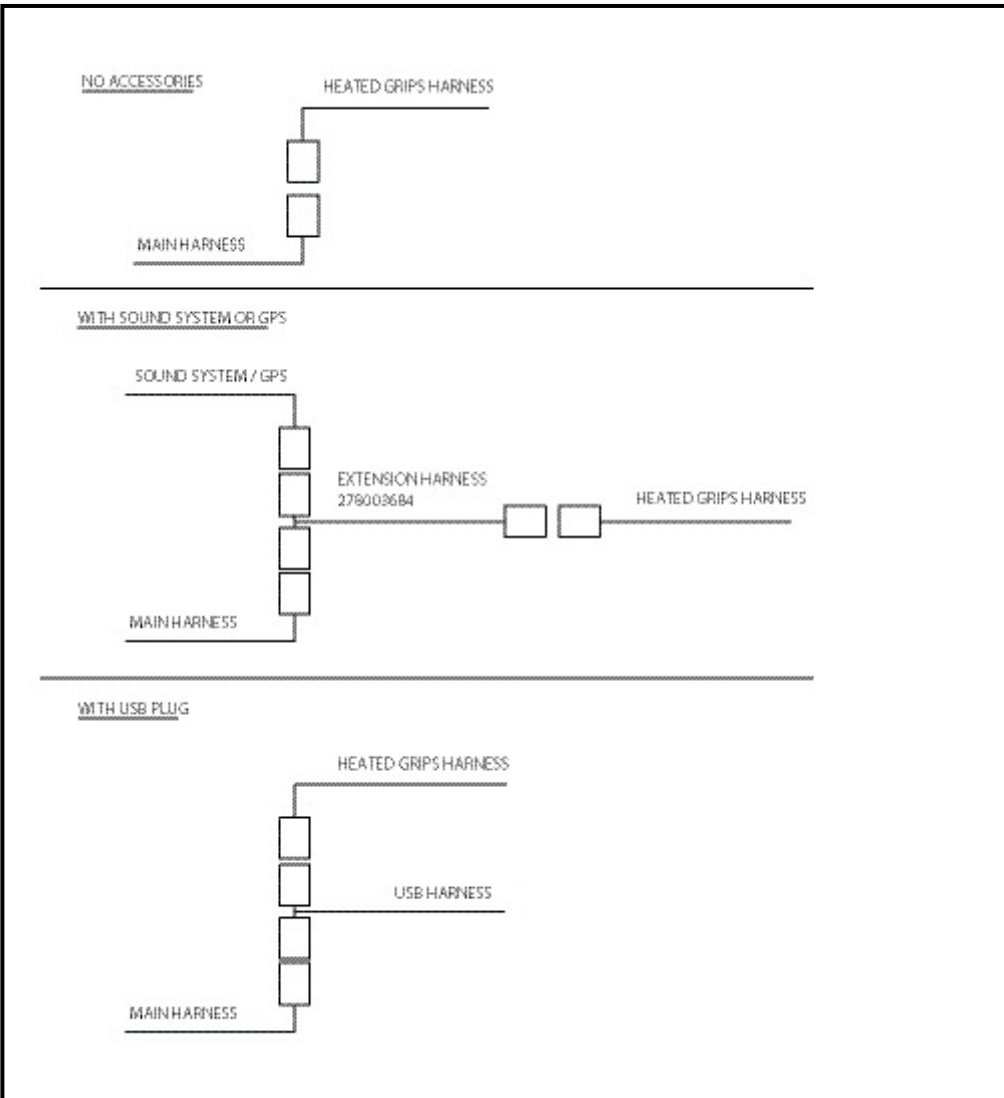 NO ACCESSORIES
HEATED GRIPS HARNESS
MAIN HARNESS
WITH SOUND SYSTEM OR GPS
SOUND SYSTEM / GPS
EXTENSION HARNESS
278003684
HEATED GRIPS HARNESS
MAIN HARNESS
WITH USB PLUG
HEATED GRIPS HARNESS
USB HARNESS
MAIN HARNESS